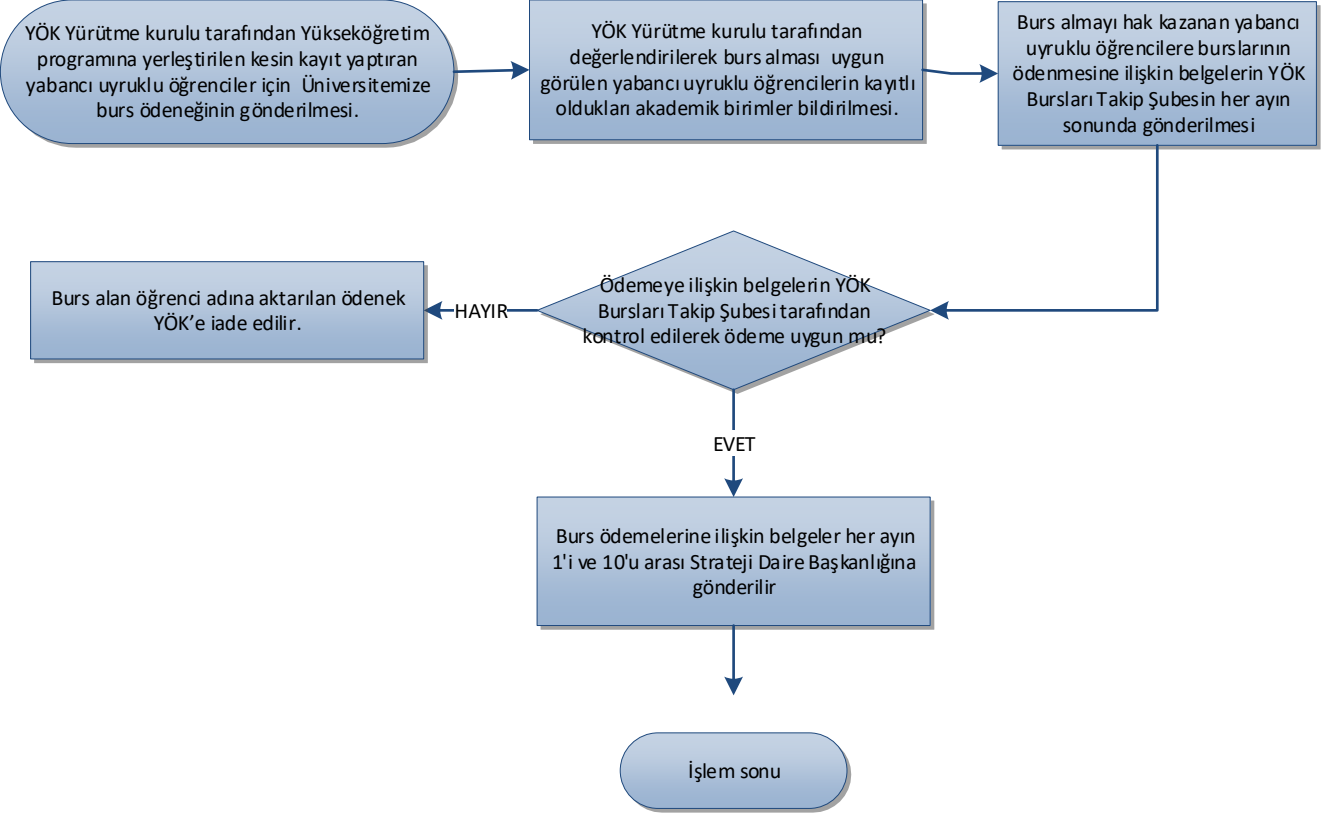 YÖK Yürütme kurulu tarafından Yükseköğretim
programına yerleştirilen kesin kayıt yaptıran
yabancı uyruklu öğrenciler için Üniversitemize
burs ödeneğinin gönderilmesi.
YÖK Yürütme kurulu tarafından
değerlendirilerek burs alması uygun
görülen yabancı uyruklu öğrencilerin kayıtlı
oldukları akademik birimler bildirilmesi.
Burs almayı hak kazanan yabancı
uyruklu öğrencilere burslarının
ödenmesine ilişkin belgelerin YÖK
Bursları Takip Şubesin her ayın
sonunda gönderilmesi
Ödemeye ilişkin belgelerin YÖK
Bursları Takip Şubesi tarafından
kontrol edilerek ödeme uygun mu?
HAYIR
Burs alan öğrenci adına aktarılan ödenek
YÖK’e iade edilir.
EVET
Burs ödemelerine ilişkin belgeler her ayın
1'i ve 10'u arası Strateji Daire Başkanlığına
gönderilir
İşlem sonu